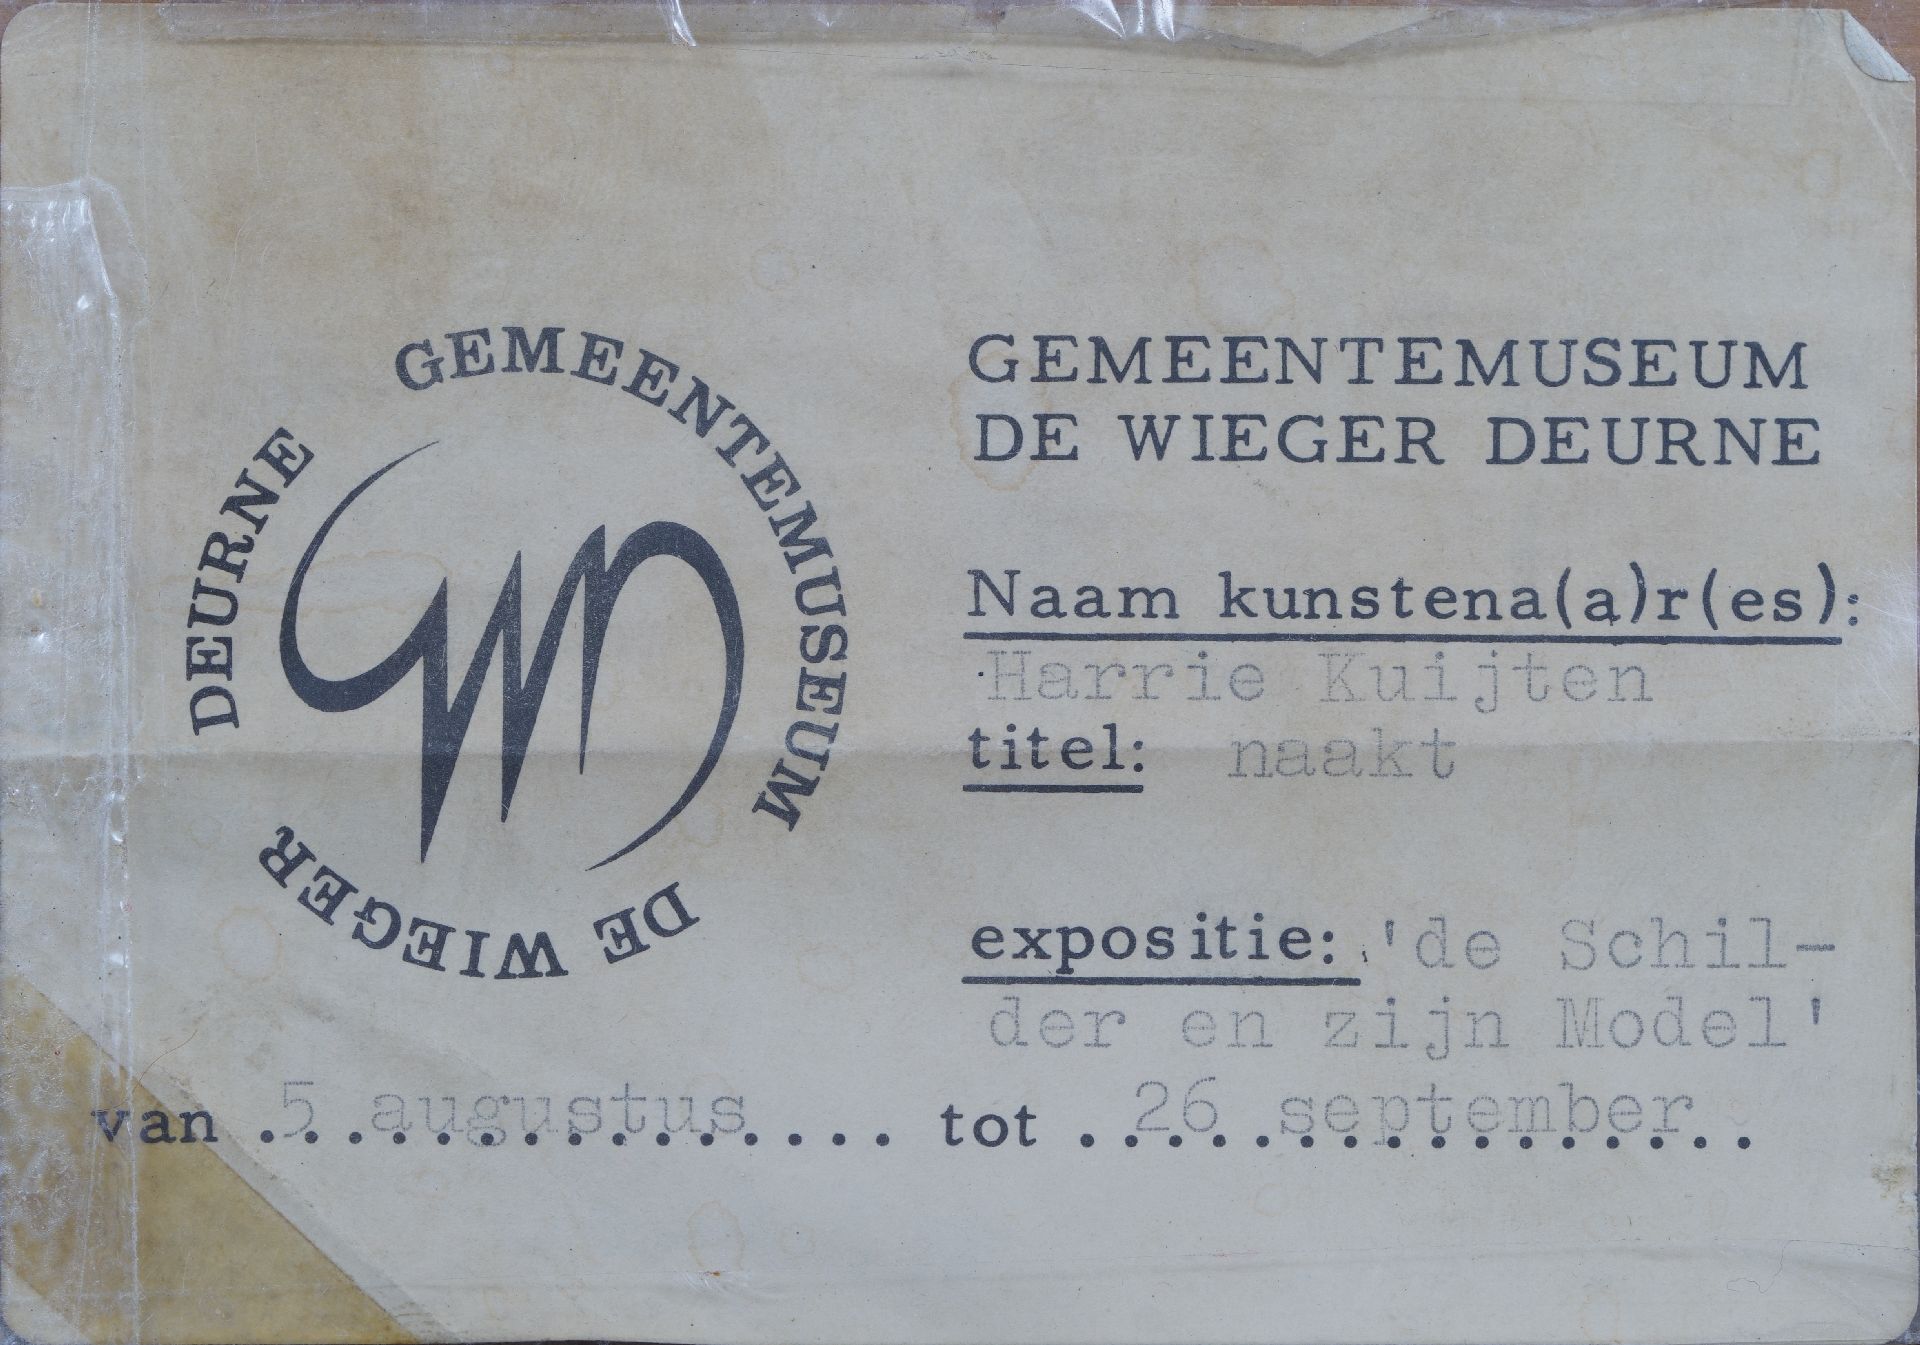 GEMEENTEMUSEUM DE WIEGER DEURNE
GEMEENTEMUSEUM
DE WIEGER DEURNE
Naam kunstena(a)r(es):
Harrie Kuijten
titel: naakt
expositie: 'de Schil-
der en zijn Model'
van 5 augustus tot 26 september